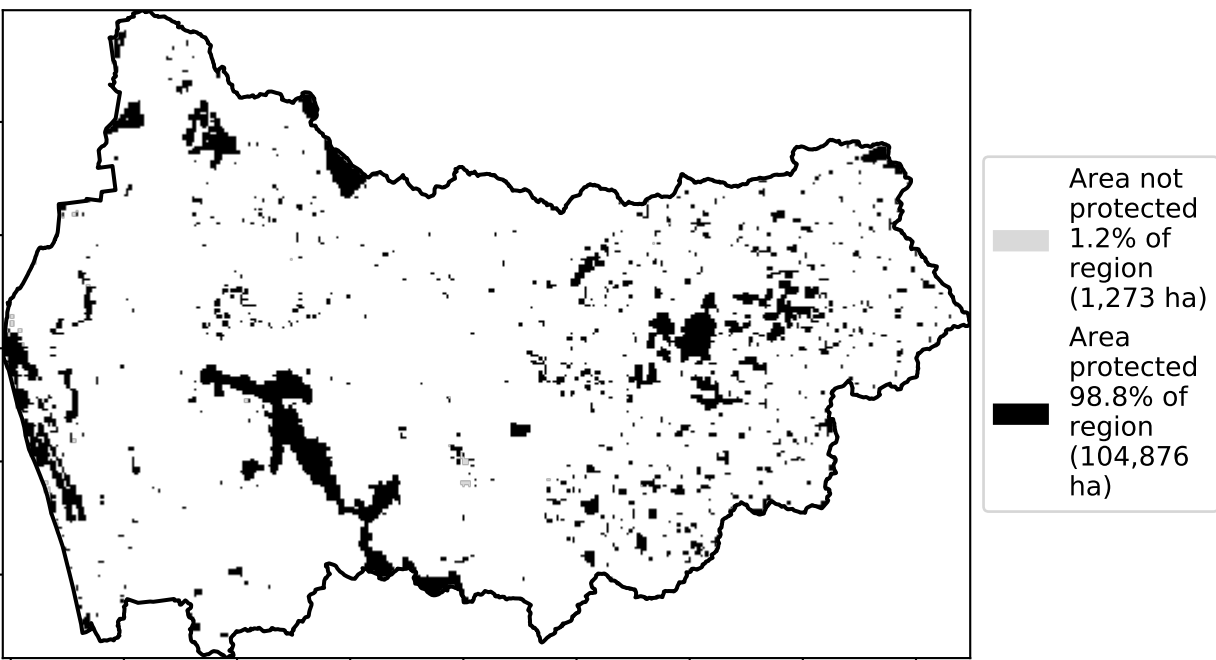 Area not
protected
1.2% of
region
(1,273 ha)
Area
protected
98.8% of
region
(104,876
ha)